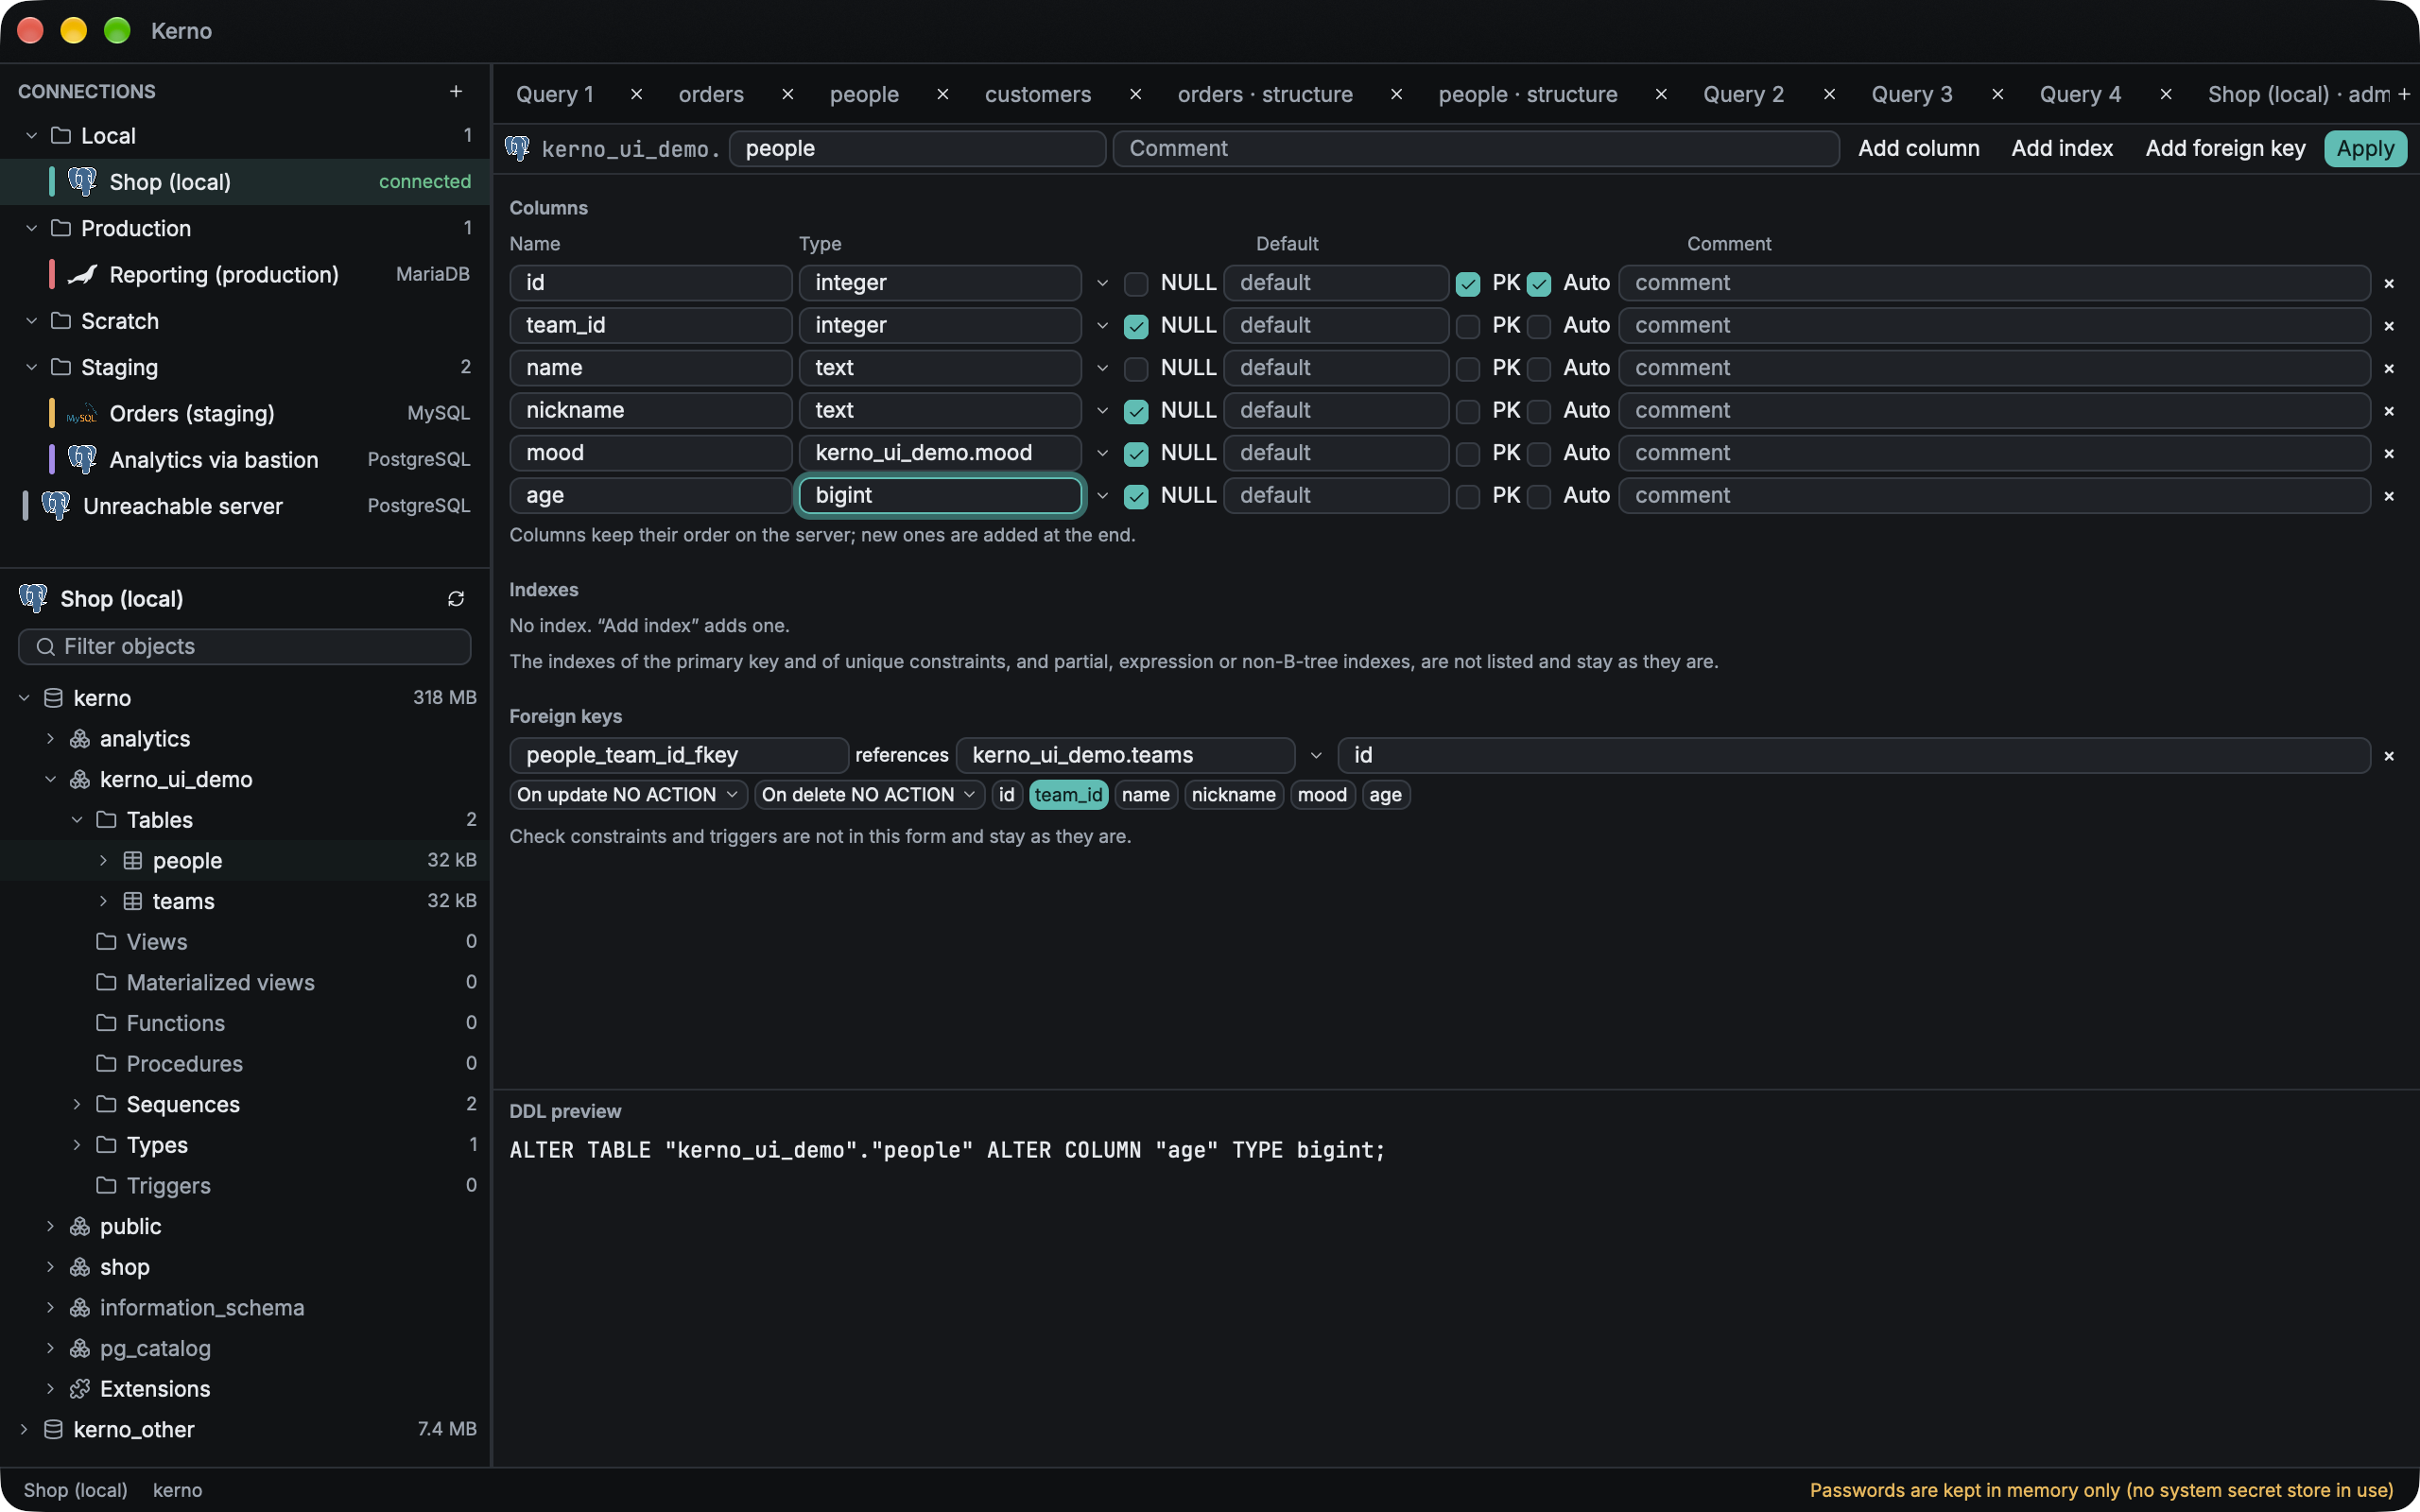 Kerno
CONNECTIONS +
Local 1
Shop (local) connected
Production 1
Reporting (production) MariaDB
Scratch
Staging 2
MySQL Orders (staging) MySQL
Analytics via bastion PostgreSQL
Unreachable server PostgreSQL
Shop (local)
Filter objects
kerno 318 MB
analytics
kerno_ui_demo
Tables 2
people 32 kB
teams 32 kB
Views 0
Materialized views 0
Functions 0
Procedures 0
Sequences 2
Types 1
Triggers 0
public
shop
information_schema
pg_catalog
Extensions
kerno_other 7.4 MB
Query 1 × orders × people × customers × orders · structure × people · structure × Query 2 × Query 3 × Query 4 × Shop (local) · adm +
kerno_ui_demo. people Comment Add column Add index Add foreign key Apply
Columns
Name Type Default Comment
id integer NULL default PK Auto comment ×
team_id integer NULL default PK Auto comment ×
name text NULL default PK Auto comment ×
nickname text NULL default PK Auto comment ×
mood kerno_ui_demo.mood NULL default PK Auto comment ×
age bigint NULL default PK Auto comment ×
Columns keep their order on the server; new ones are added at the end.
Indexes
No index. “Add index” adds one.
The indexes of the primary key and of unique constraints, and partial, expression or non-B-tree indexes, are not listed and stay as they are.
Foreign keys
people_team_id_fkey references kerno_ui_demo.teams id ×
On update NO ACTION On delete NO ACTION id team_id name nickname mood age
Check constraints and triggers are not in this form and stay as they are.
DDL preview
ALTER TABLE "kerno_ui_demo"."people" ALTER COLUMN "age" TYPE bigint;
Shop (local) kerno Passwords are kept in memory only (no system secret store in use)